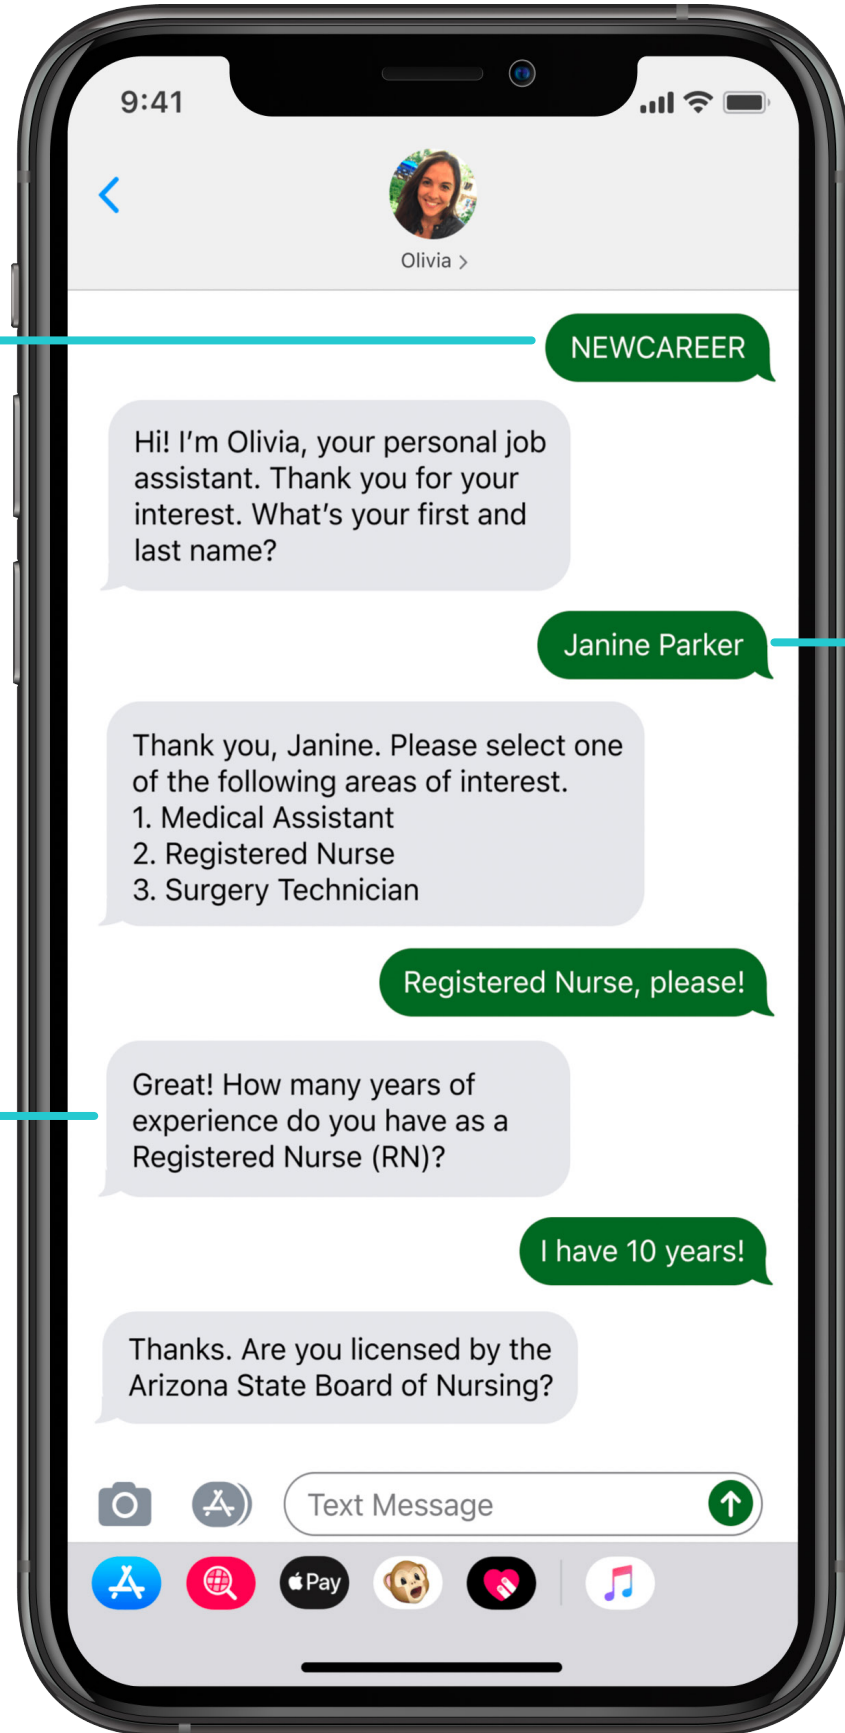 9:41
Olivia >
NEWCAREER
Hi! I’m Olivia, your personal job
assistant. Thank you for your
interest. What’s your first and
last name?
Janine Parker
Thank you, Janine. Please select one
of the following areas of interest.
1. Medical Assistant
2. Registered Nurse
3. Surgery Technician
Registered Nurse, please!
Great! How many years of
experience do you have as a
Registered Nurse (RN)?
I have 10 years!
Thanks. Are you licensed by the
Arizona State Board of Nursing?
Text Message
Pay